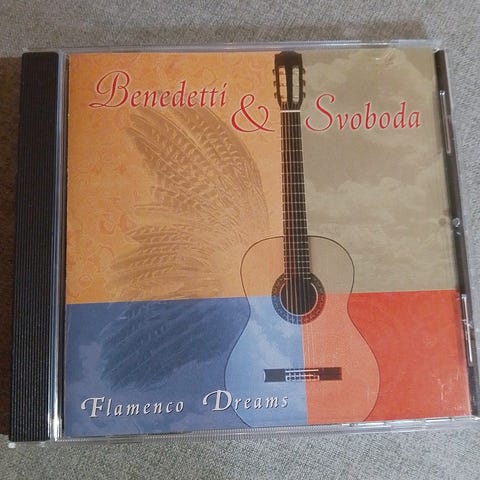 Benedetti
& Svoboda
Flamenco Dreams